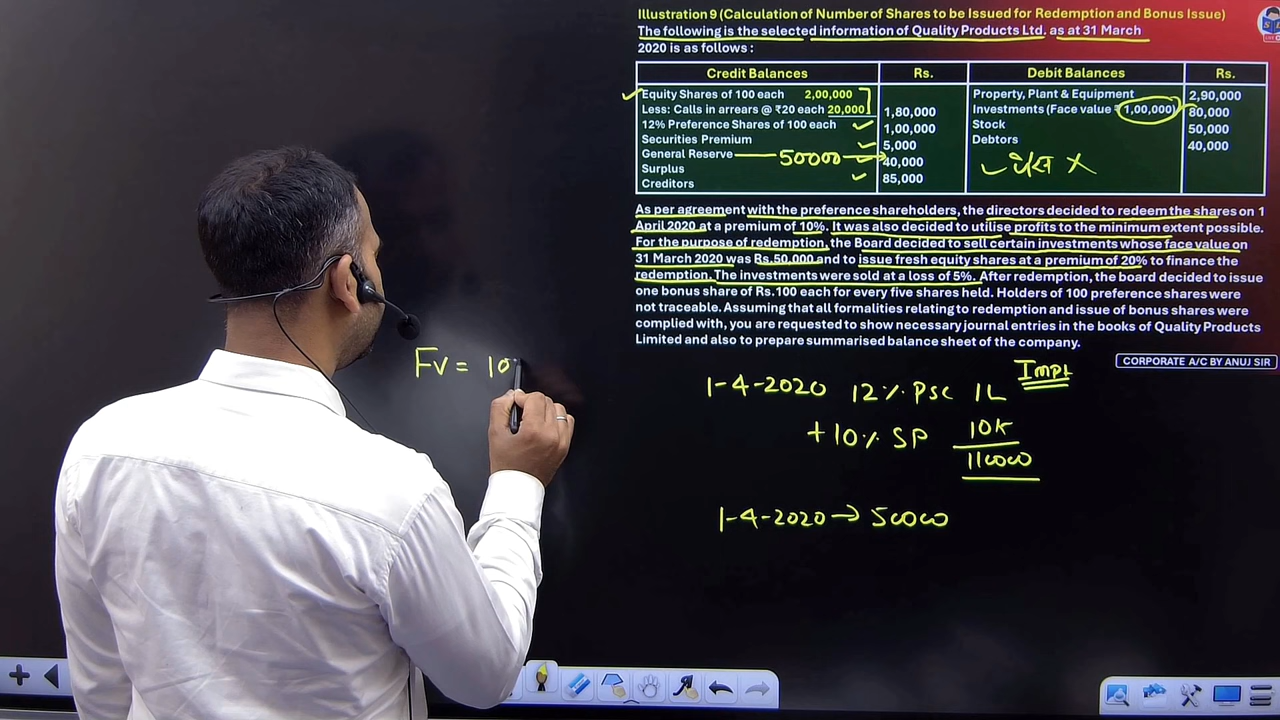 Illustration 9 (Calculation of Number of Shares to be Issued for Redemption and Bonus Issue)
The following is the selected information of Quality Products Ltd. as at 31 March
2020 is as follows :
Credit Balances Rs. Debit Balances Rs.
Equity Shares of 100 each 2,00,000 Property, Plant & Equipment 2,90,000
Less: Calls in arrears @ ₹20 each 20,000 1,80,000 Investments (Face value ₹ 1,00,000) 80,000
12% Preference Shares of 100 each 1,00,000 Stock 50,000
Securities Premium 5,000 Debtors 40,000
General Reserve 50000 40,000
Surplus 85,000
Creditors
As per agreement with the preference shareholders, the directors decided to redeem the shares on 1
April 2020 at a premium of 10%. It was also decided to utilise profits to the minimum extent possible.
For the purpose of redemption, the Board decided to sell certain investments whose face value on
31 March 2020 was Rs.50,000 and to issue fresh equity shares at a premium of 20% to finance the
redemption. The investments were sold at a loss of 5%. After redemption, the board decided to issue
one bonus share of Rs.100 each for every five shares held. Holders of 100 preference shares were
not traceable. Assuming that all formalities relating to redemption and issue of bonus shares were
complied with, you are requested to show necessary journal entries in the books of Quality Products
Limited and also to prepare summarised balance sheet of the company.
CORPORATE A/C BY ANUJ SIR
Impt
1-4-2020 12% PSC 1L
+10% SP 10K
110000
1-4-2020 → 50000
FV = 10